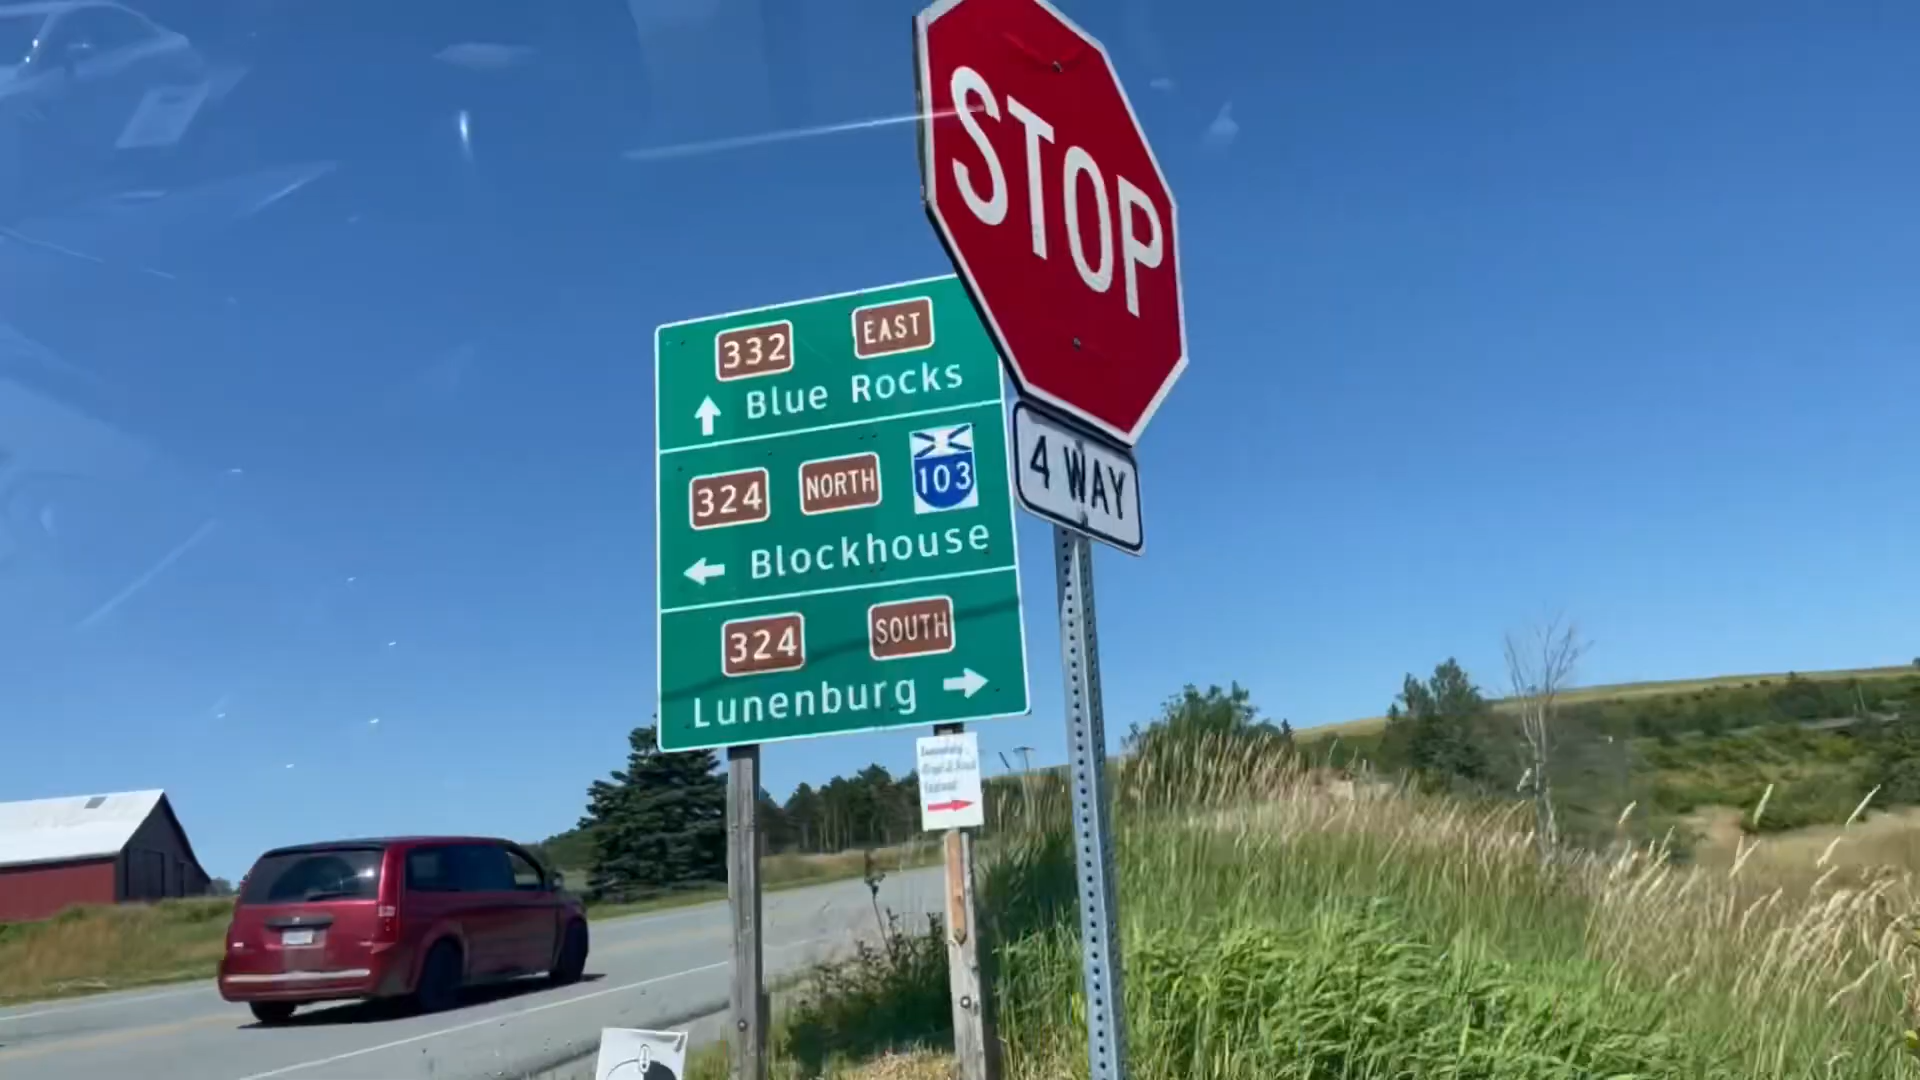 STOP
4 WAY
332 EAST
Blue Rocks
324 NORTH 103
Blockhouse
324 SOUTH
Lunenburg